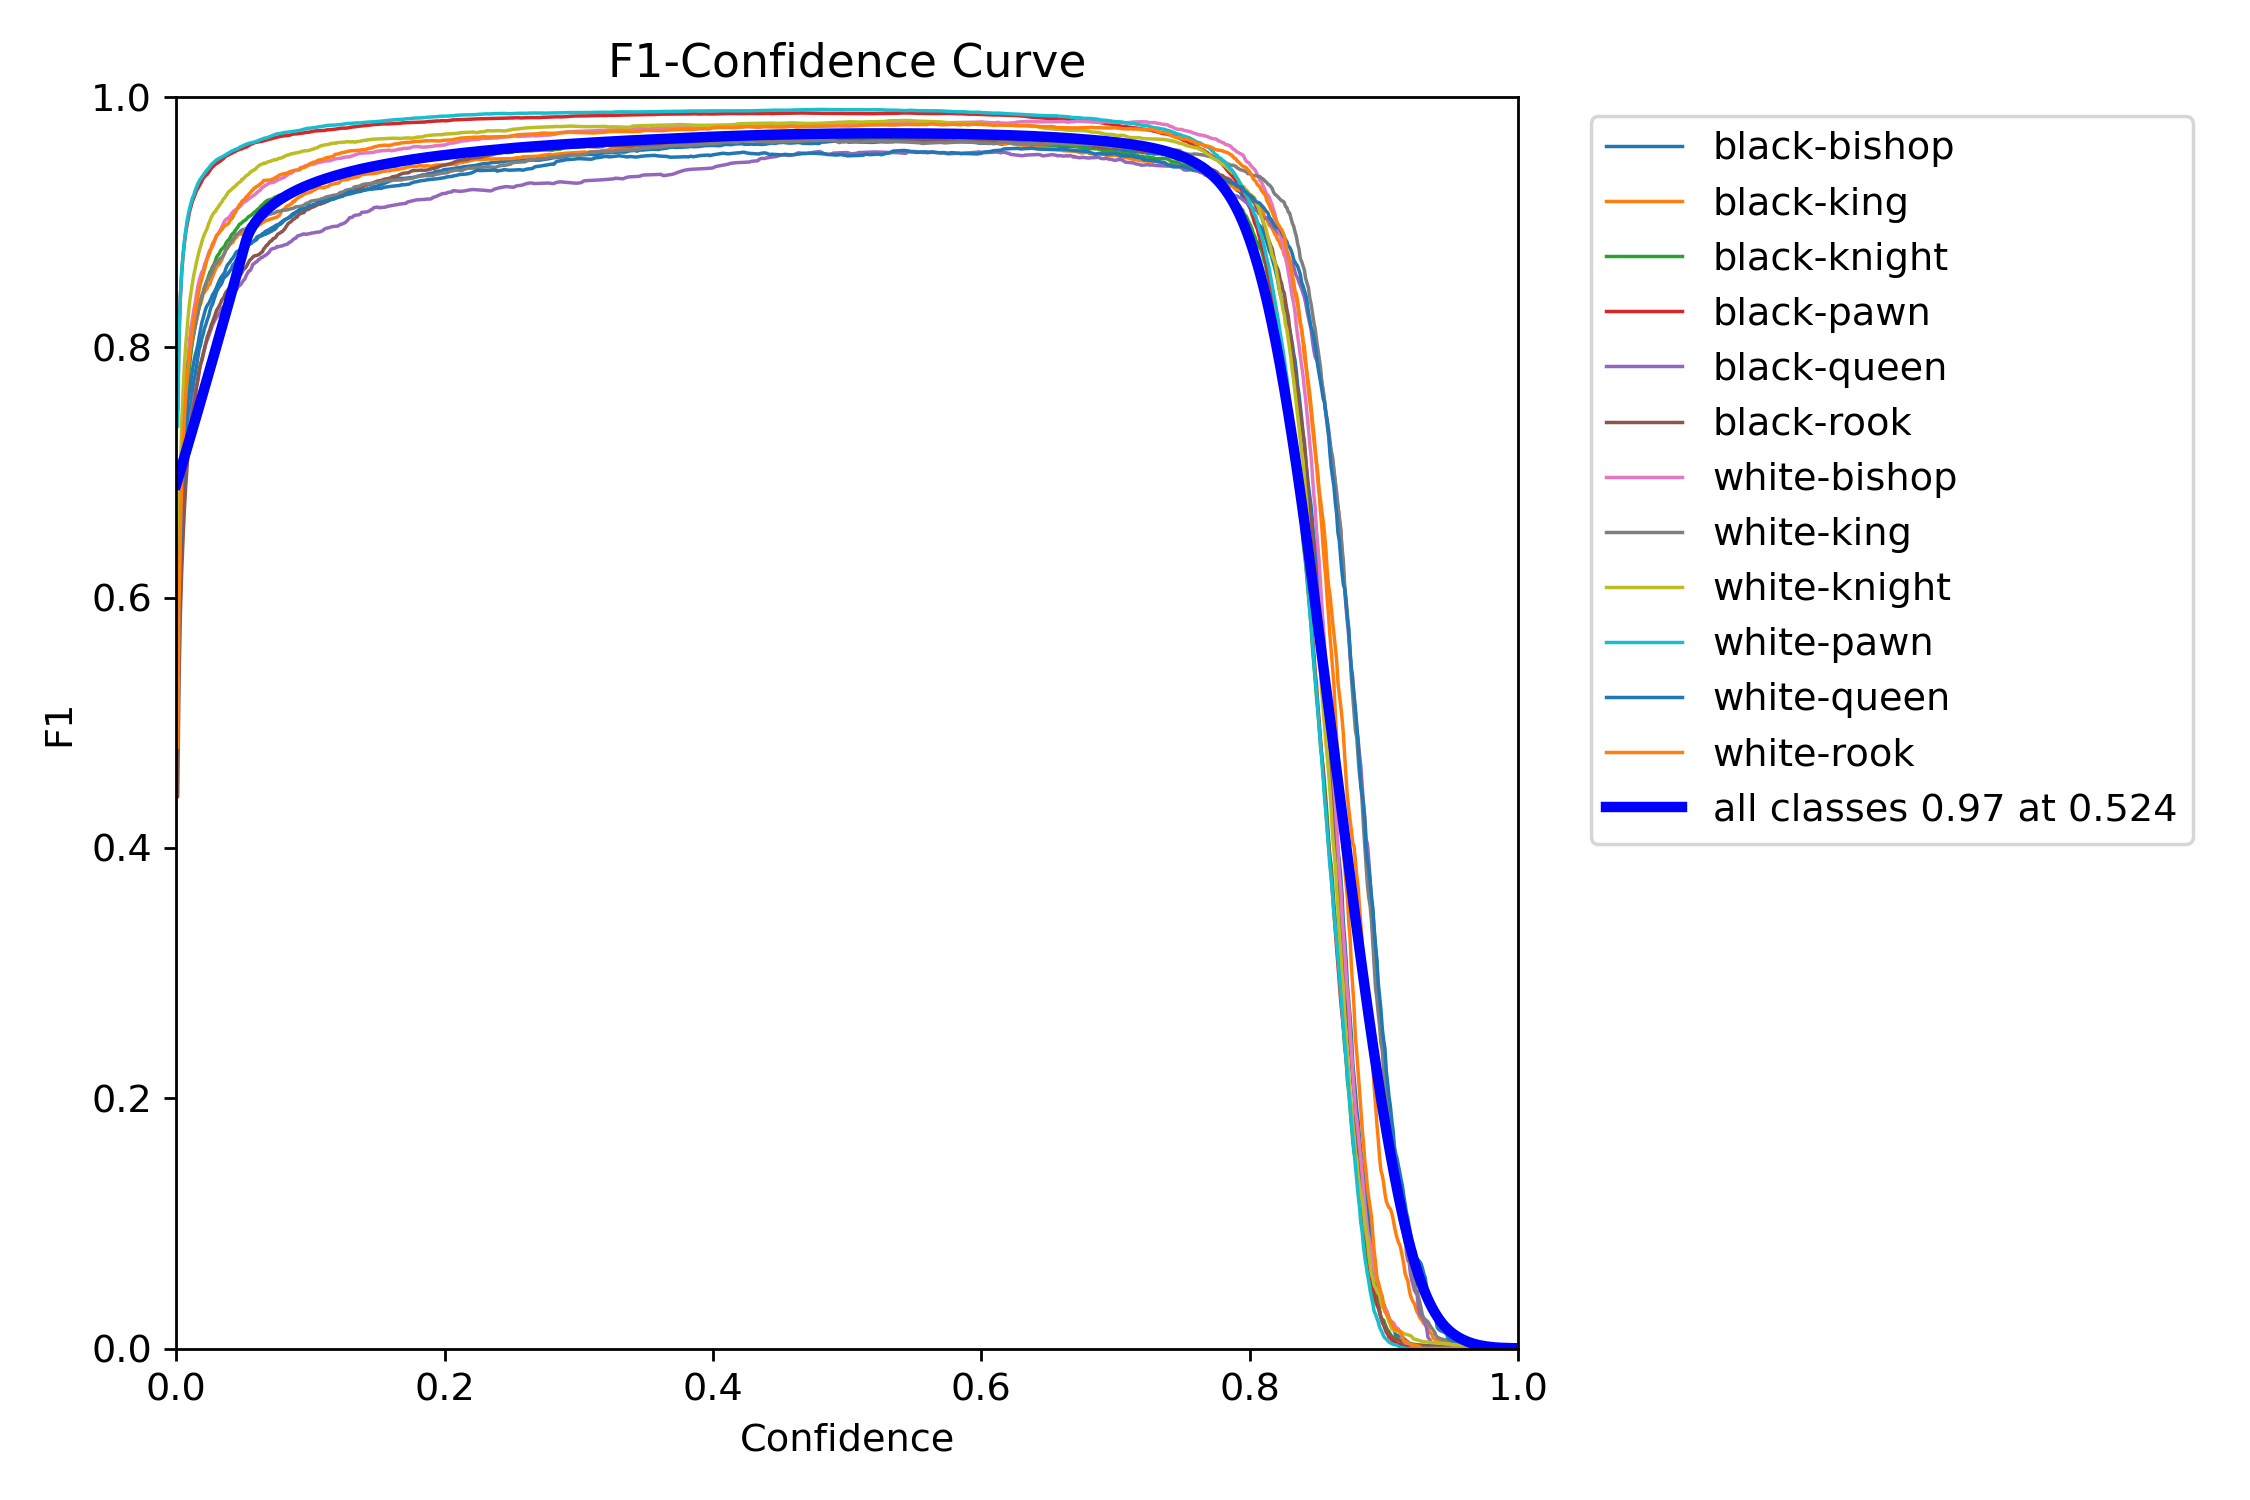 F1-Confidence Curve
1.0
0.8
0.6
0.4
0.2
0.0
F1
0.0 0.2 0.4 0.6 0.8 1.0
Confidence
black-bishop
black-king
black-knight
black-pawn
black-queen
black-rook
white-bishop
white-king
white-knight
white-pawn
white-queen
white-rook
all classes 0.97 at 0.524